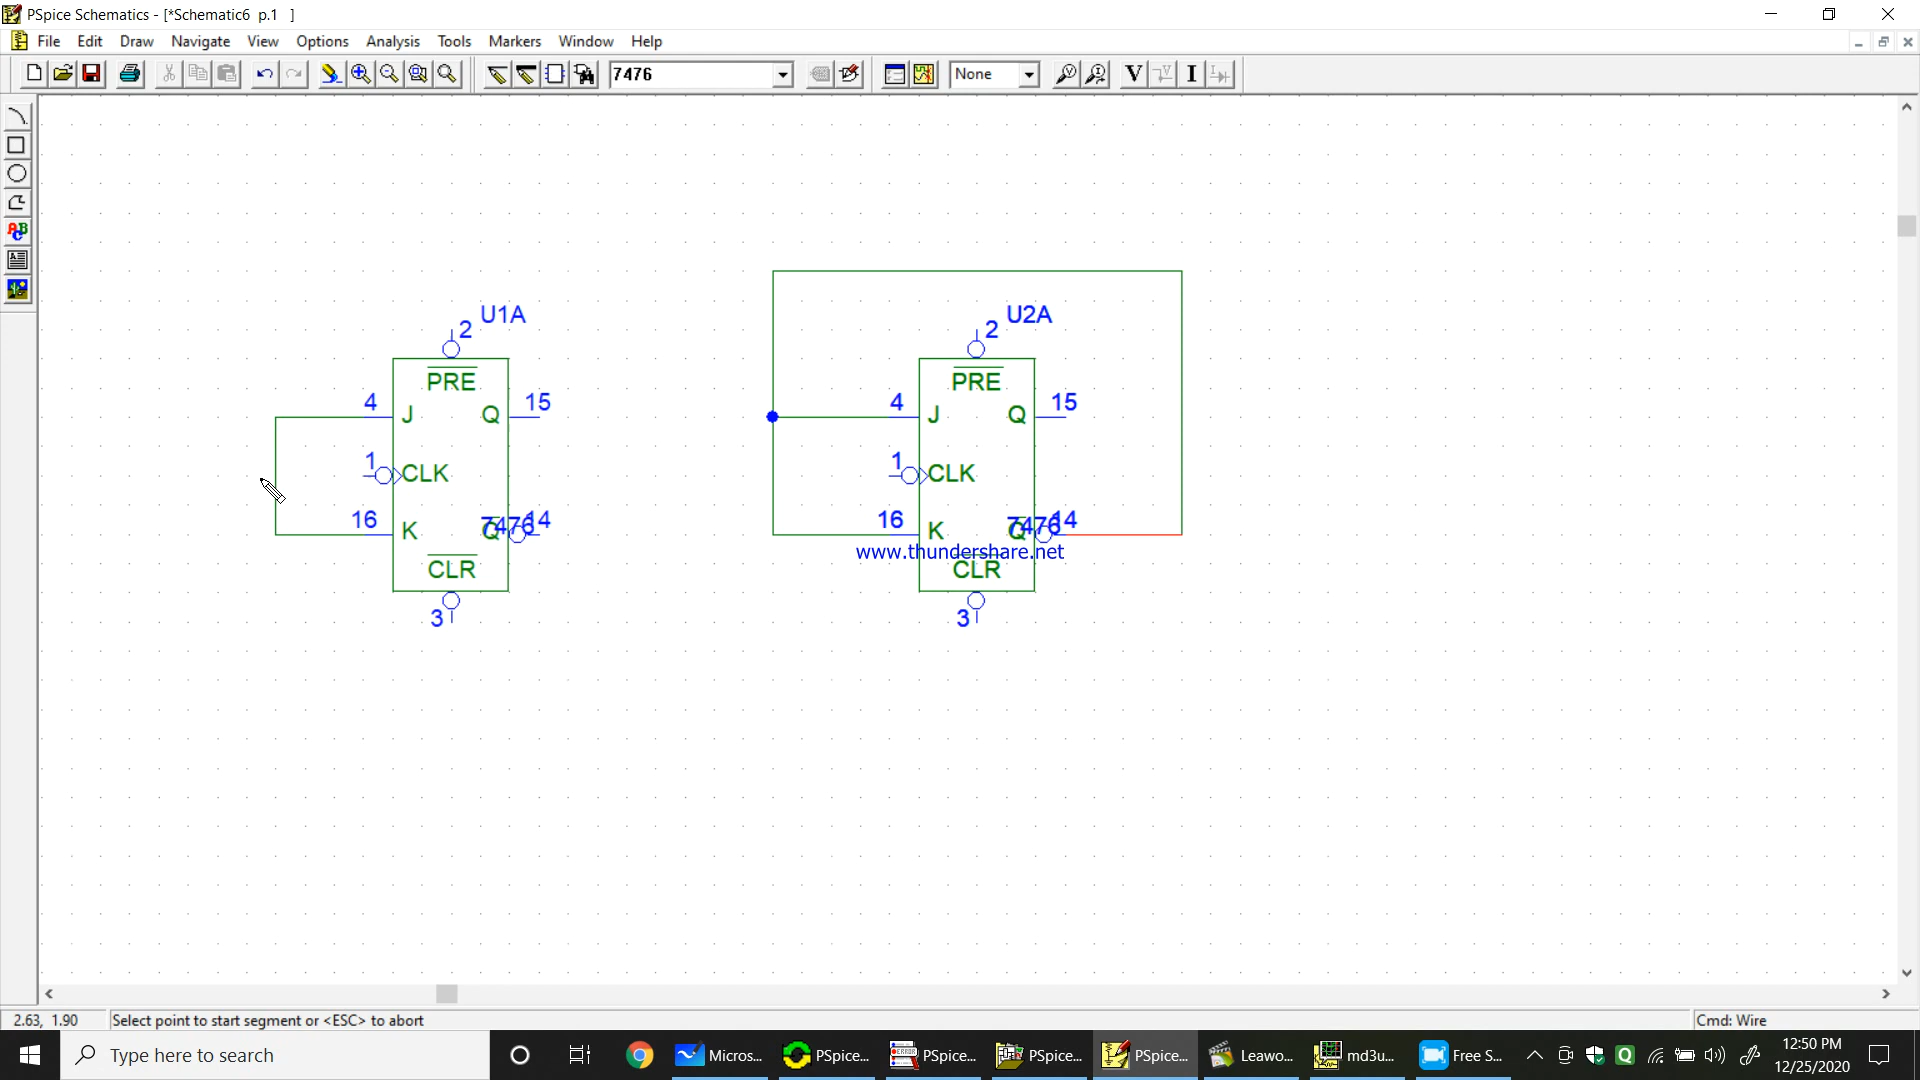 PSpice Schematics - [*Schematic6 p.1 ]
File Edit Draw Navigate View Options Analysis Tools Markers Window Help
7476 None V I
ABC
U1A
2
PRE
4 J Q 15
1 CLK
16 K Q 14
7476
CLR
3
U2A
2
PRE
4 J Q 15
1 CLK
16 K Q 14
7476
www.thundershare.net
CLR
3
2.63, 1.90 Select point to start segment or <ESC> to abort Cmd: Wire
Type here to search Micros... PSpice... PSpice... PSpice... PSpice... Leawo... md3u... Free S... 12:50 PM
12/25/2020